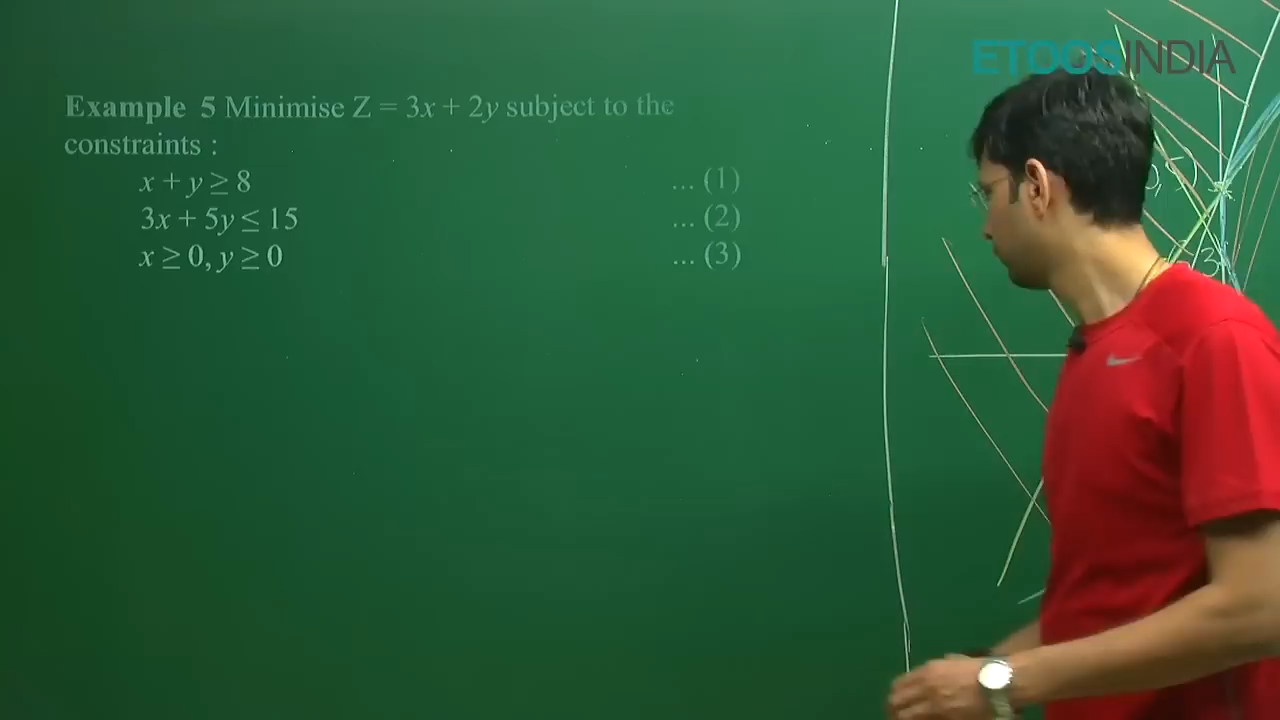 ETOOSINDIA
Example 5 Minimise Z = 3x + 2y subject to the
constraints :
x + y ≥ 8 ... (1)
3x + 5y ≤ 15 ... (2)
x ≥ 0, y ≥ 0 ... (3)